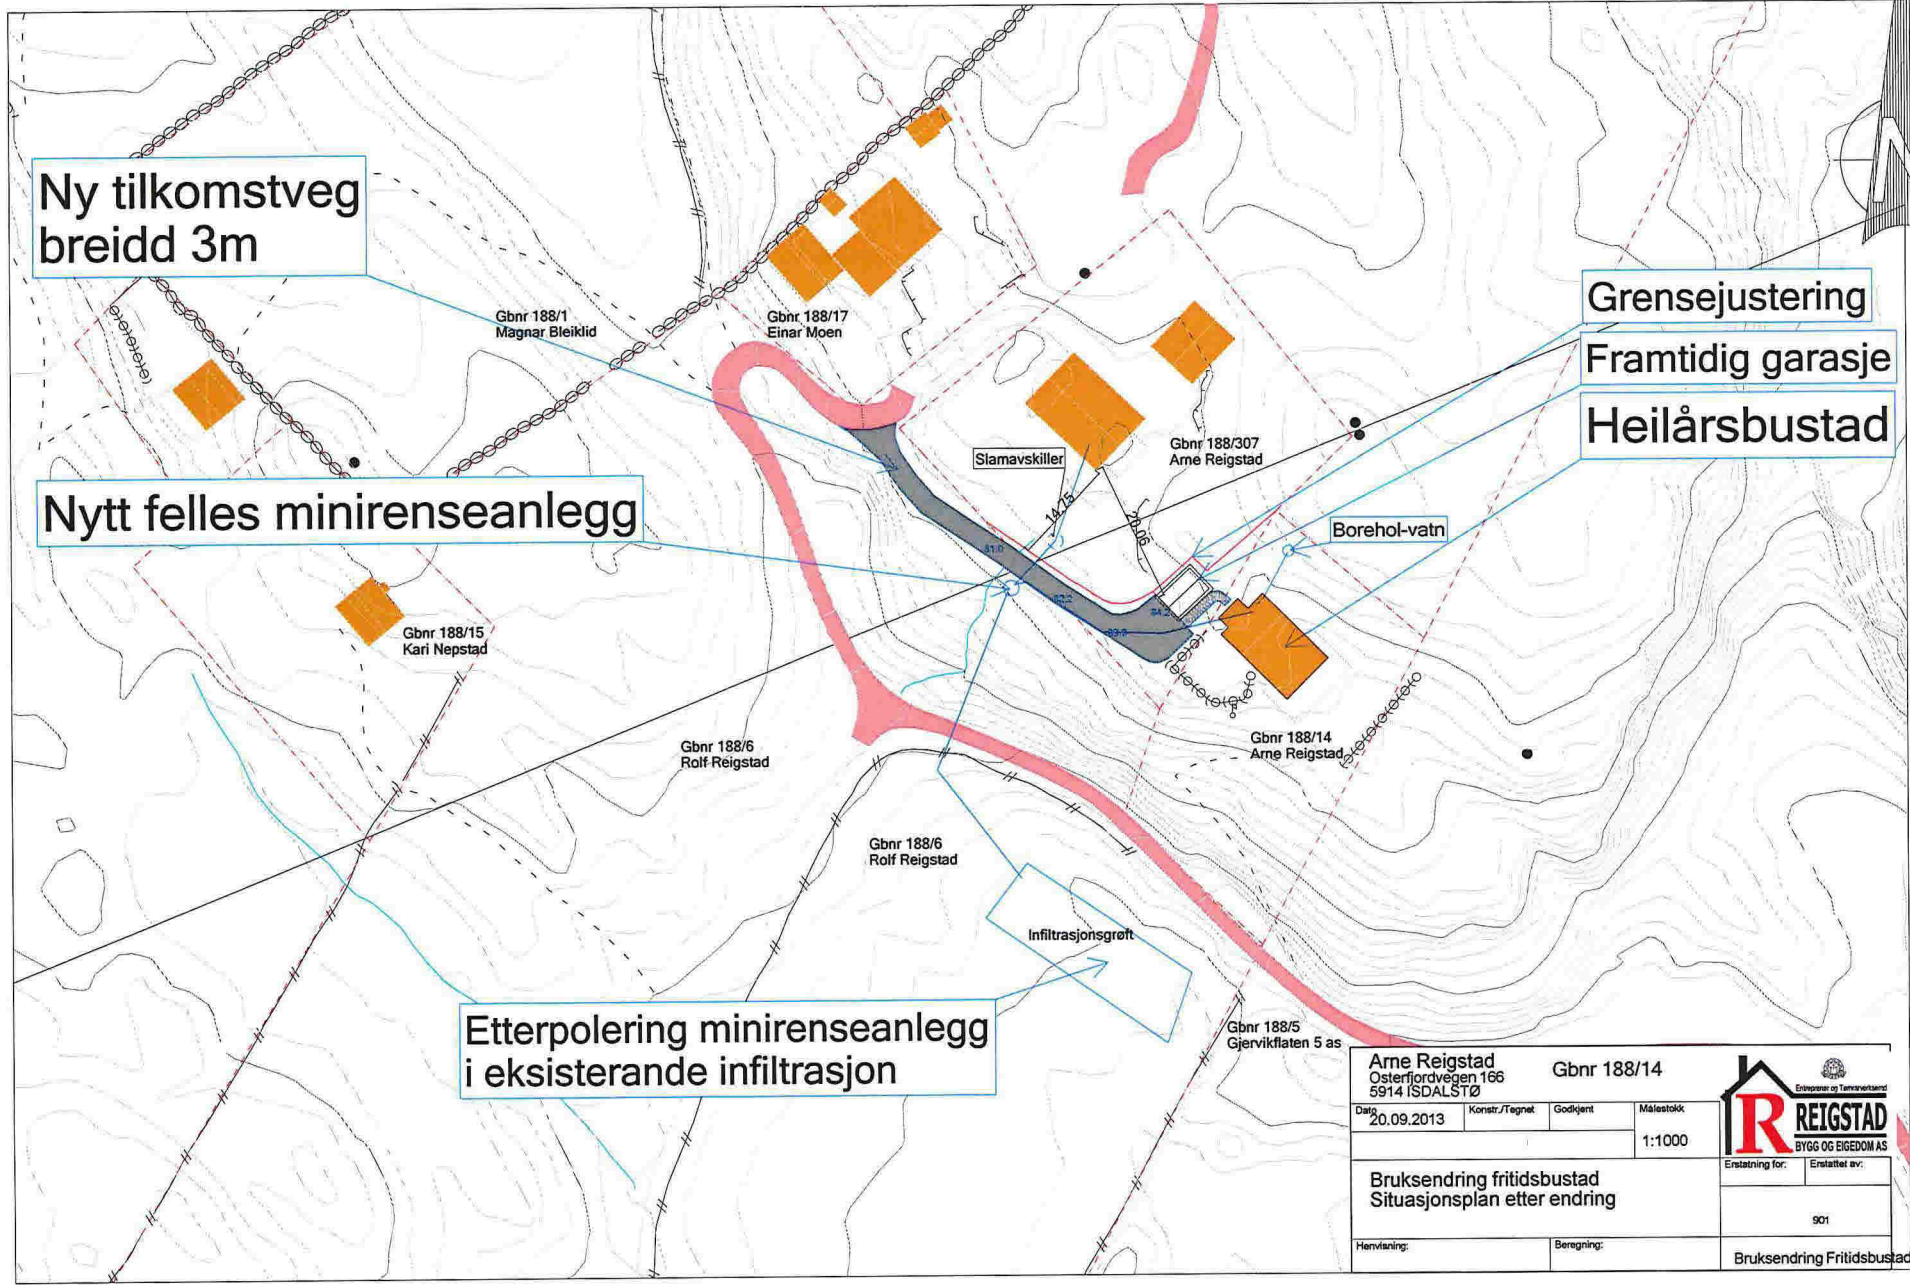 Ny tilkomstveg
breidd 3m
Gbnr 188/1
Magnar Bleiklid
Gbnr 188/17
Einar Moen
Grensejustering
Framtidig garasje
Heilårsbustad
Slamavskiller
Gbnr 188/307
Arne Reigstad
14.75
20.06
Nytt felles minirenseanlegg
Borehol-vatn
81.0
Gbnr 188/15
Kari Nepstad
Gbnr 188/6
Rolf Reigstad
Gbnr 188/14
Arne Reigstad
Gbnr 188/6
Rolf Reigstad
Infiltrasjonsgrøft
Etterpolering minirenseanlegg
i eksisterande infiltrasjon
Gbnr 188/5
Gjervikflaten 5 as
Arne Reigstad
Osterfjordvegen 166
5914 ISDALSTØ
Gbnr 188/14
Dato
20.09.2013
Konstr./Tegnet
Godkjent
Målestokk
1:1000
Entreprenør og Tømrarverksemd
R REIGSTAD
BYGG OG EIGEDOM AS
Bruksendring fritidsbustad
Situasjonsplan etter endring
Erstatning for:
Erstattet av:
901
Henvisning:
Beregning:
Bruksendring Fritidsbustad